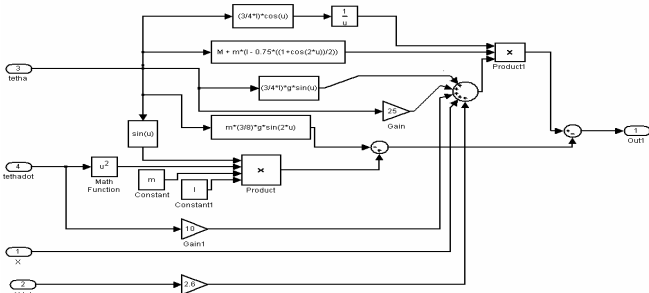 (3/4*l)*cos(u)
1
u
M + m*(l - 0.75*((1+cos(2*u))/2))
×
Product1
3
tetha
(3/4*l)*g*sin(u)
25
Gain
sin(u)
m*(3/8)*g*sin(2*u)
1
Out1
4
tethadot
u²
Math
Function
m
Constant
×
Product
l
Constant1
10
Gain1
1
X
2
2.6